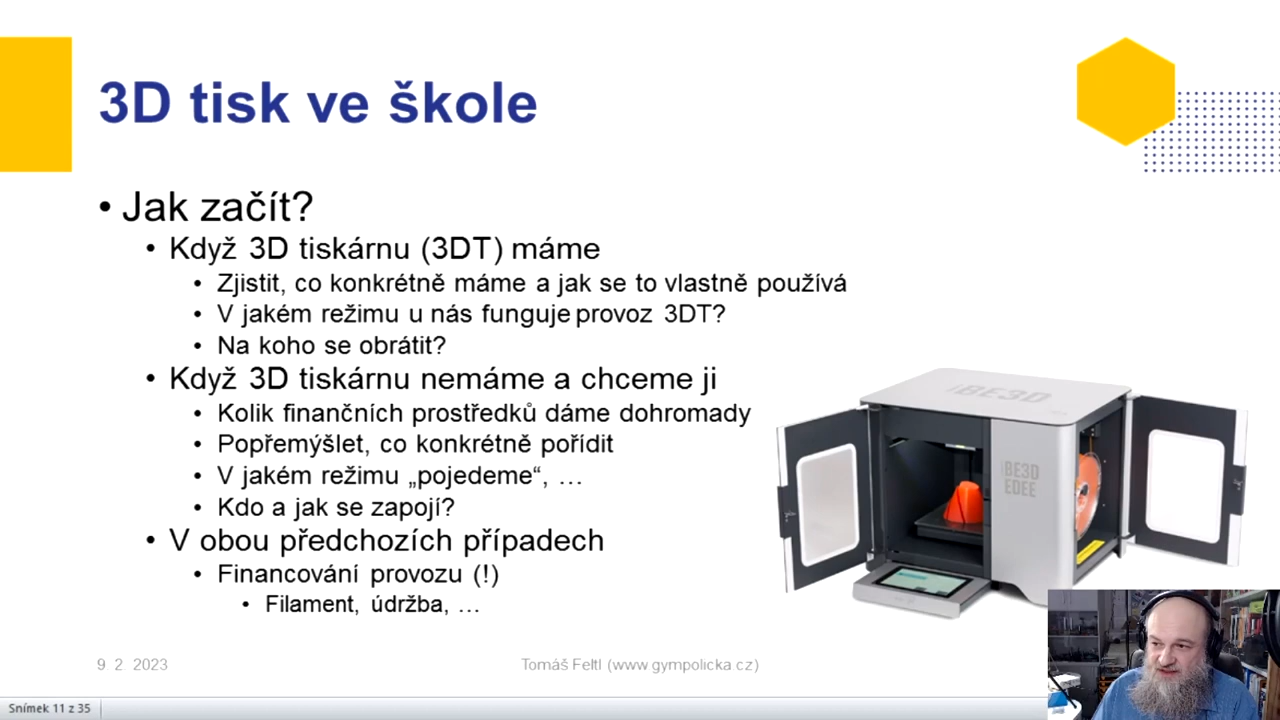 3D tisk ve škole
• Jak začít?
• Když 3D tiskárnu (3DT) máme
• Zjistit, co konkrétně máme a jak se to vlastně používá
• V jakém režimu u nás funguje provoz 3DT?
• Na koho se obrátit?
• Když 3D tiskárnu nemáme a chceme ji
• Kolik finančních prostředků dáme dohromady
• Popřemýšlet, co konkrétně pořídit
• V jakém režimu „pojedeme“, …
• Kdo a jak se zapojí?
• V obou předchozích případech
• Financování provozu (!)
• Filament, údržba, …
BE3D
BE3D
EDEE
9. 2. 2023
Tomáš Feltl (www.gympolicka.cz)
Snímek 11 z 35